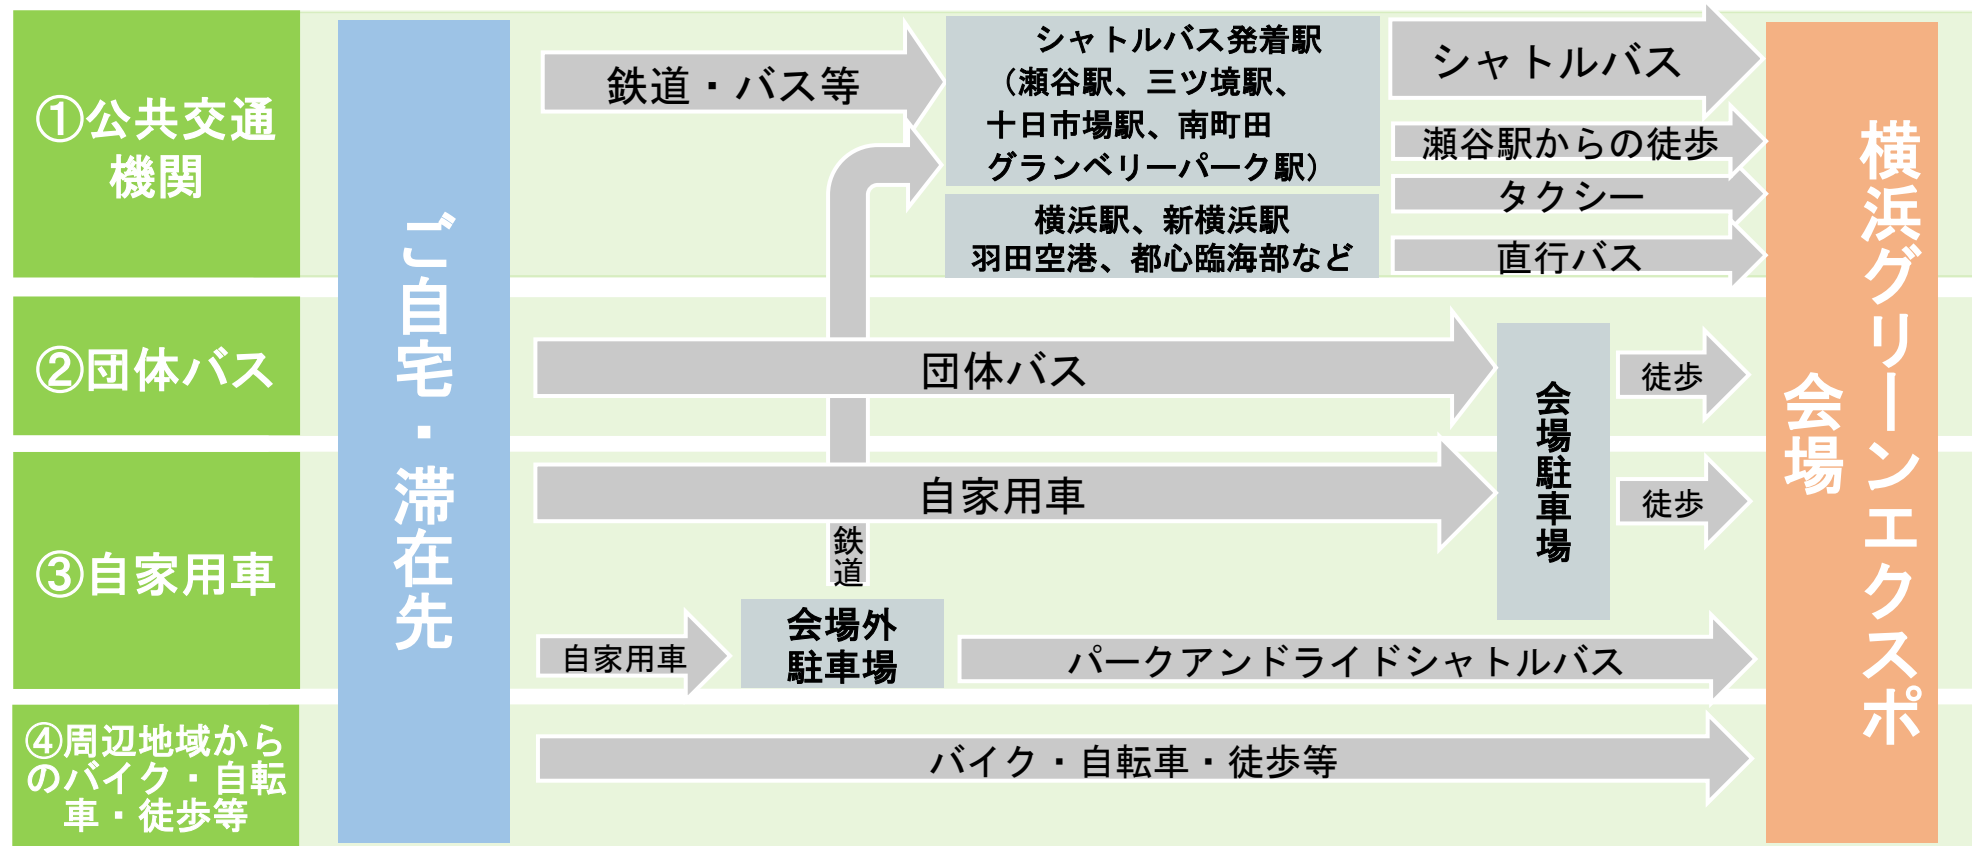 ①公共交通
機関
ご自宅・滞在先
鉄道・バス等
シャトルバス発着駅
（瀬谷駅、三ツ境駅、
十日市場駅、南町田
グランベリーパーク駅）
横浜駅、新横浜駅
羽田空港、都心臨海部など
シャトルバス
瀬谷駅からの徒歩
タクシー
直行バス
横浜グリーンエクスポ
会場
②団体バス
団体バス
会場駐車場
徒歩
③自家用車
自家用車
徒歩
鉄道
自家用車
会場外
駐車場
パークアンドライドシャトルバス
④周辺地域から
のバイク・自転
車・徒歩等
バイク・自転車・徒歩等